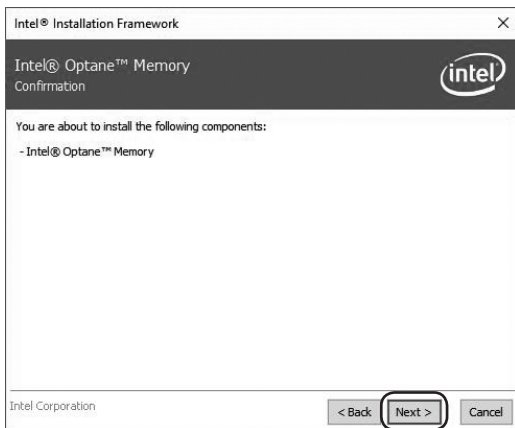 Intel® Installation Framework
Intel® Optane™ Memory
Confirmation
intel
You are about to install the following components:
- Intel® Optane™ Memory
Intel Corporation
< Back Next > Cancel